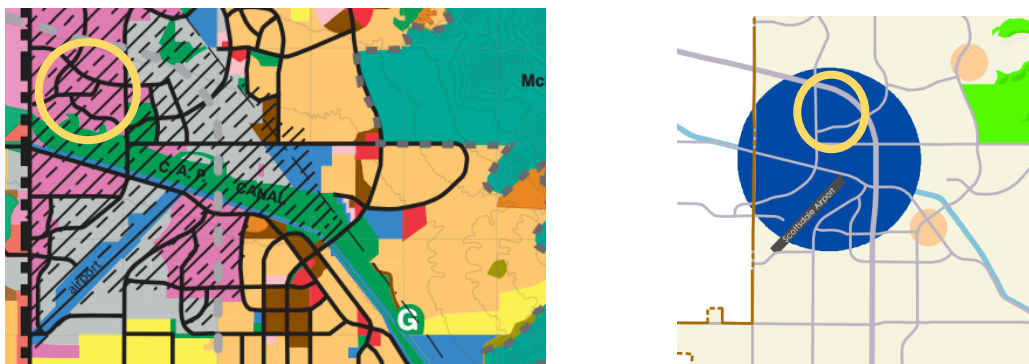 Mc
C. A. P. CANAL
airport
G
Scottsdale Airport